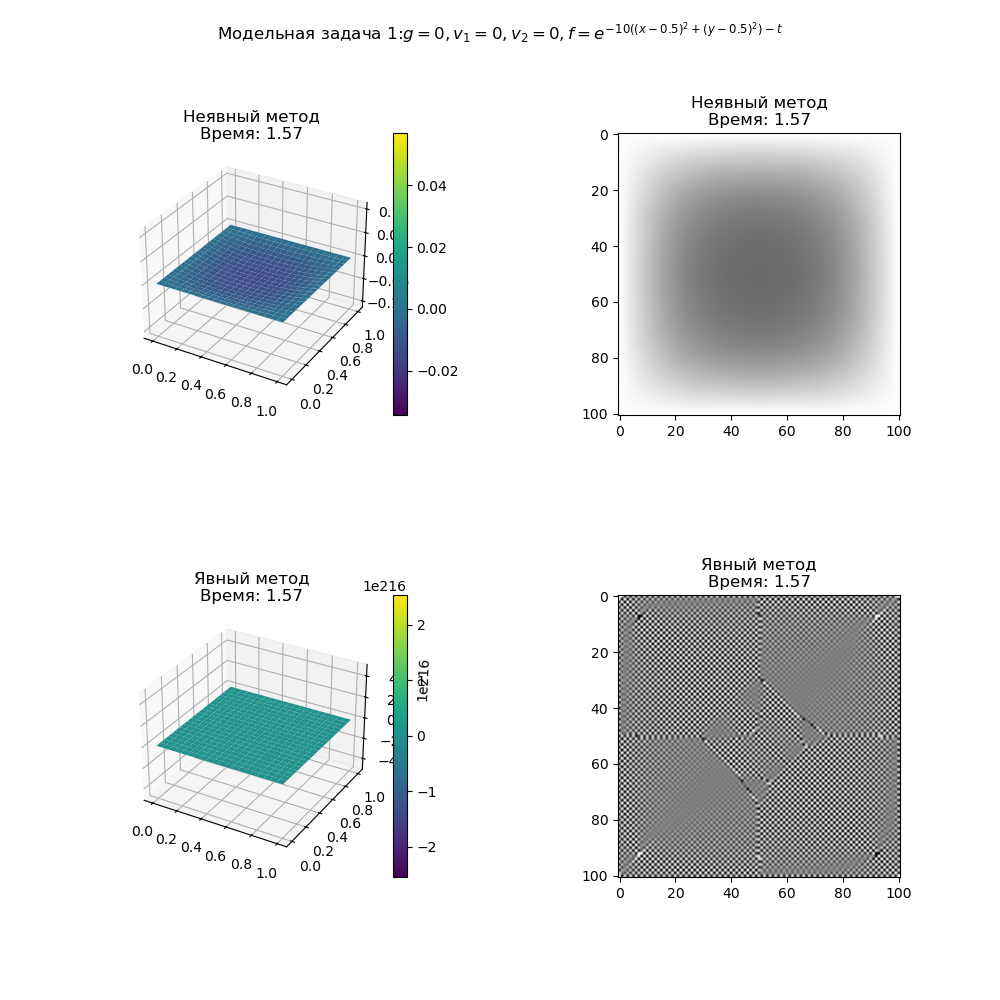 Модельная задача 1:g = 0, v₁ = 0, v₂ = 0, f = e^{−10((x−0.5)²+(y−0.5)²)−t}
Неявный метод
Время: 1.57
0.04
0.02
0.00
−0.02
0.0 0.2 0.4 0.6 0.8 1.0
0.0 0.2 0.4 0.6 0.8 1.0
Неявный метод
Время: 1.57
0
20
40
60
80
100
0 20 40 60 80 100
Явный метод
Время: 1.57
1e216
2
1
0
−1
−2
1e216
0.0 0.2 0.4 0.6 0.8 1.0
0.0 0.2 0.4 0.6 0.8 1.0
Явный метод
Время: 1.57
0
20
40
60
80
100
0 20 40 60 80 100